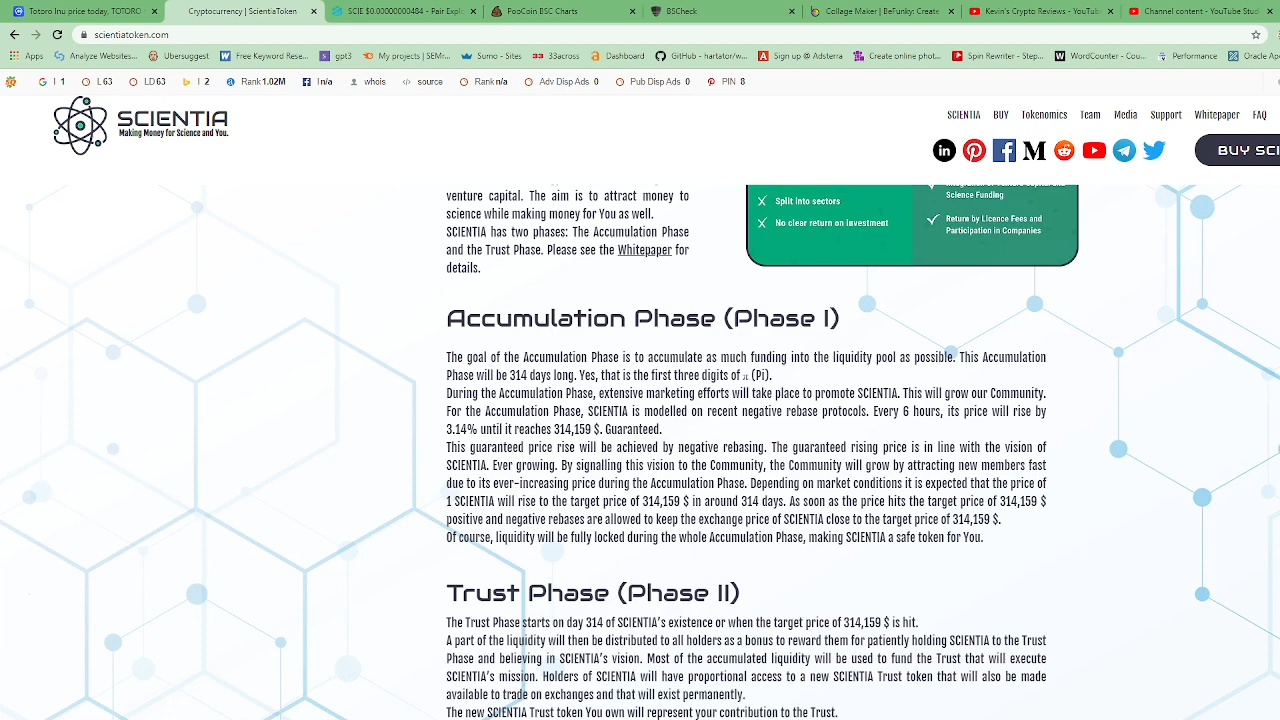 Totoro Inu price today, TOTORO
Cryptocurrency | ScientiaToken
SCIE $0.00000000484 - Pair Explo
PooCoin BSC Charts
BSCheck
Collage Maker | BeFunky: Create
Kevin's Crypto Reviews - YouTube
Channel content - YouTube Studi
scientiatoken.com
Apps
Analyze Websites...
Ubersuggest
Free Keyword Resea...
gpt3
My projects | SEMr...
Sumo - Sites
33across
Dashboard
GitHub - hartator/w...
Sign up @ Adsterra
Create online phot...
Spin Rewriter - Step...
WordCounter - Cou...
Performance
Oracle Ap
I 1
L 63
LD 63
I 2
Rank 1.02M
I n/a
whois
source
Rank n/a
Adv Disp Ads 0
Pub Disp Ads 0
PIN 8
SCIENTIA
Making Money for Science and You.
SCIENTIA BUY Tokenomics Team Media Support Whitepaper FAQ
BUY SCI
venture capital. The aim is to attract money to
science while making money for You as well.
SCIENTIA has two phases: The Accumulation Phase
and the Trust Phase. Please see the Whitepaper for
details.
Split into sectors
No clear return on Investment
Science Funding
Return by Licence Fees and
Participation in Companies
Accumulation Phase (Phase I)
The goal of the Accumulation Phase is to accumulate as much funding into the liquidity pool as possible. This Accumulation
Phase will be 314 days long. Yes, that is the first three digits of π (Pi).
During the Accumulation Phase, extensive marketing efforts will take place to promote SCIENTIA. This will grow our Community.
For the Accumulation Phase, SCIENTIA is modelled on recent negative rebase protocols. Every 6 hours, its price will rise by
3.14% until it reaches 314,159 $. Guaranteed.
This guaranteed price rise will be achieved by negative rebasing. The guaranteed rising price is in line with the vision of
SCIENTIA. Ever growing. By signalling this vision to the Community, the Community will grow by attracting new members fast
due to its ever-increasing price during the Accumulation Phase. Depending on market conditions it is expected that the price of
1 SCIENTIA will rise to the target price of 314,159 $ in around 314 days. As soon as the price hits the target price of 314,159 $
positive and negative rebases are allowed to keep the exchange price of SCIENTIA close to the target price of 314,159 $.
Of course, liquidity will be fully locked during the whole Accumulation Phase, making SCIENTIA a safe token for You.
Trust Phase (Phase II)
The Trust Phase starts on day 314 of SCIENTIA's existence or when the target price of 314,159 $ is hit.
A part of the liquidity will then be distributed to all holders as a bonus to reward them for patiently holding SCIENTIA to the Trust
Phase and believing in SCIENTIA's vision. Most of the accumulated liquidity will be used to fund the Trust that will execute
SCIENTIA's mission. Holders of SCIENTIA will have proportional access to a new SCIENTIA Trust token that will also be made
available to trade on exchanges and that will exist permanently.
The new SCIENTIA Trust token You own will represent your contribution to the Trust.